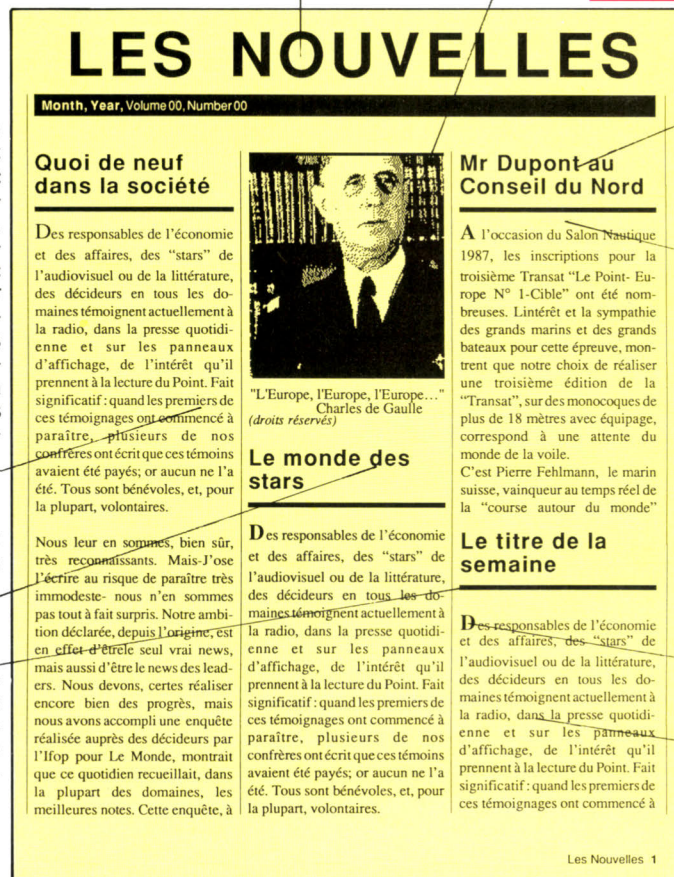 LES NOUVELLES
Month, Year, Volume 00, Number 00
Quoi de neuf
dans la société
Des responsables de l’économie
et des affaires, des “stars” de
l’audiovisuel ou de la littérature,
des décideurs en tous les do-
maines témoignent actuellement à
la radio, dans la presse quotidi-
enne et sur les panneaux
d’affichage, de l’intérêt qu’il
prennent à la lecture du Point. Fait
significatif : quand les premiers de
ces témoignages ont commencé à
paraître, plusieurs de nos
confrères ont écrit que ces témoins
avaient été payés; or aucun ne l’a
été. Tous sont bénévoles, et, pour
la plupart, volontaires.
Nous leur en sommes, bien sûr,
très reconnaissants. Mais-J’ose
l’écrire au risque de paraître très
immodeste- nous n’en sommes
pas tout à fait surpris. Notre ambi-
tion déclarée, depuis l’origine, est
en effet d’êtrele seul vrai news,
mais aussi d’être le news des lead-
ers. Nous devons, certes réaliser
encore bien des progrès, mais
nous avons accompli une enquête
réalisée auprès des décideurs par
l’Ifop pour Le Monde, montrait
que ce quotidien recueillait, dans
la plupart des domaines, les
meilleures notes. Cette enquête, à
"L'Europe, l'Europe, l'Europe..."
Charles de Gaulle
(droits réservés)
Le monde des
stars
Des responsables de l’économie
et des affaires, des “stars” de
l’audiovisuel ou de la littérature,
des décideurs en tous les do-
maines témoignent actuellement à
la radio, dans la presse quotidi-
enne et sur les panneaux
d’affichage, de l’intérêt qu’il
prennent à la lecture du Point. Fait
significatif : quand les premiers de
ces témoignages ont commencé à
paraître, plusieurs de nos
confrères ont écrit que ces témoins
avaient été payés; or aucun ne l’a
été. Tous sont bénévoles, et, pour
la plupart, volontaires.
Mr Dupont au
Conseil du Nord
A l’occasion du Salon Nautique
1987, les inscriptions pour la
troisième Transat “Le Point- Eu-
rope N° 1-Cible” ont été nom-
breuses. Lintérêt et la sympathie
des grands marins et des grands
bateaux pour cette épreuve, mon-
trent que notre choix de réaliser
une troisième édition de la
“Transat”, sur des monocoques de
plus de 18 mètres avec équipage,
correspond à une attente du
monde de la voile.
C’est Pierre Fehlmann, le marin
suisse, vainqueur au temps réel de
la “course autour du monde”
Le titre de la
semaine
Des responsables de l’économie
et des affaires, des “stars” de
l’audiovisuel ou de la littérature,
des décideurs en tous les do-
maines témoignent actuellement à
la radio, dans la presse quotidi-
enne et sur les panneaux
d’affichage, de l’intérêt qu’il
prennent à la lecture du Point. Fait
significatif : quand les premiers de
ces témoignages ont commencé à
Les Nouvelles 1